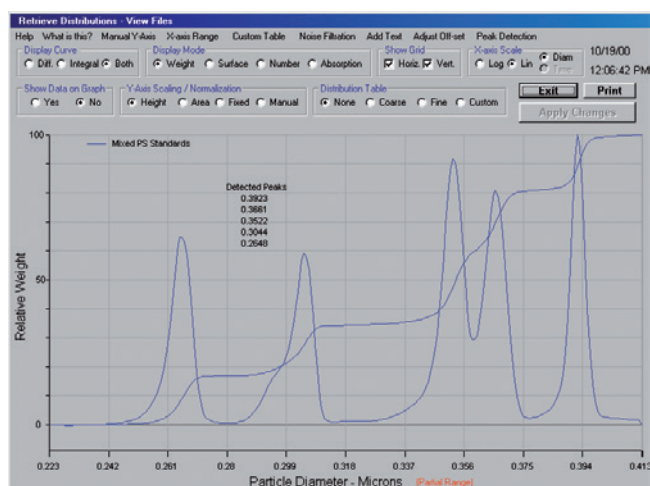 Retrieve Distributions - View Files
Help What is this? Manual Y-Axis X-axis Range Custom Table Noise Filtration Add Text Adjust Off-set Peak Detection
Display Curve Display Mode Show Grid X-axis Scale
Diff. Integral Both Weight Surface Number Absorption Horiz. Vert. Log Lin Diam
Time
10/19/00
12:06:42 PM
Show Data on Graph Y-Axis Scaling / Normalization Distribution Table
Yes No Height Area Fixed Manual None Coarse Fine Custom
Exit Print
Apply Changes
100
Mixed PS Standards
Detected Peaks
0.3923
0.3661
0.3522
0.3044
0.2648
50
Relative Weight
0
0.223 0.242 0.261 0.28 0.299 0.318 0.337 0.356 0.375 0.394 0.413
Particle Diameter - Microns (Partial Range)